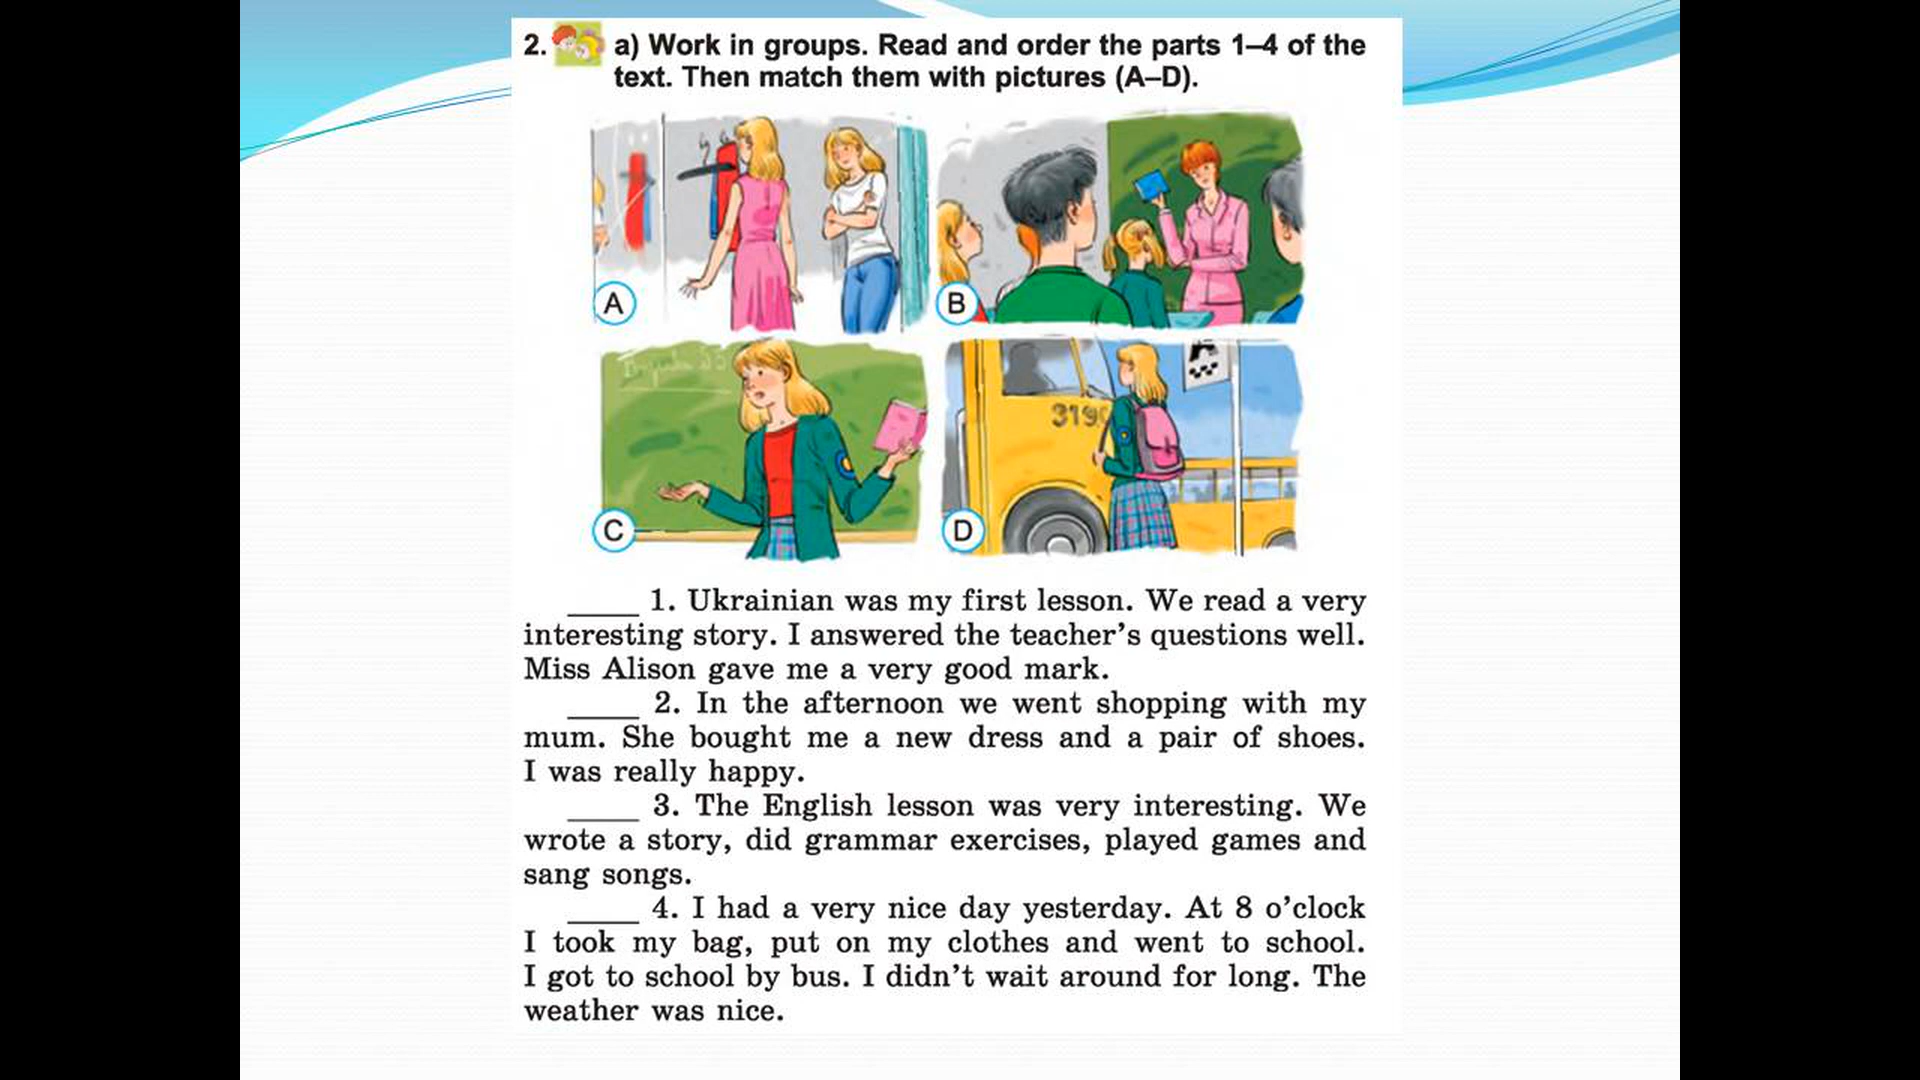 2. a) Work in groups. Read and order the parts 1–4 of the
text. Then match them with pictures (A–D).
A
B
C
319
D
____ 1. Ukrainian was my first lesson. We read a very
interesting story. I answered the teacher’s questions well.
Miss Alison gave me a very good mark.
____ 2. In the afternoon we went shopping with my
mum. She bought me a new dress and a pair of shoes.
I was really happy.
____ 3. The English lesson was very interesting. We
wrote a story, did grammar exercises, played games and
sang songs.
____ 4. I had a very nice day yesterday. At 8 o’clock
I took my bag, put on my clothes and went to school.
I got to school by bus. I didn’t wait around for long. The
weather was nice.